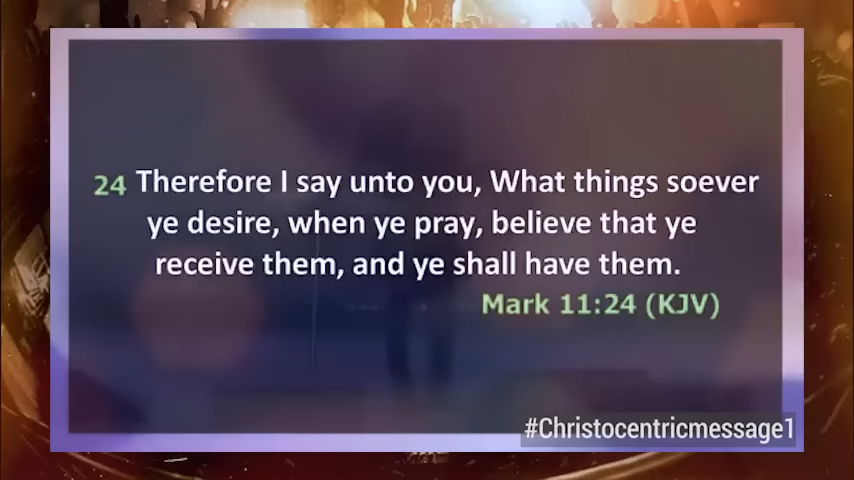 24 Therefore I say unto you, What things soever
ye desire, when ye pray, believe that ye
receive them, and ye shall have them.
Mark 11:24 (KJV)
#Christocentricmessage1